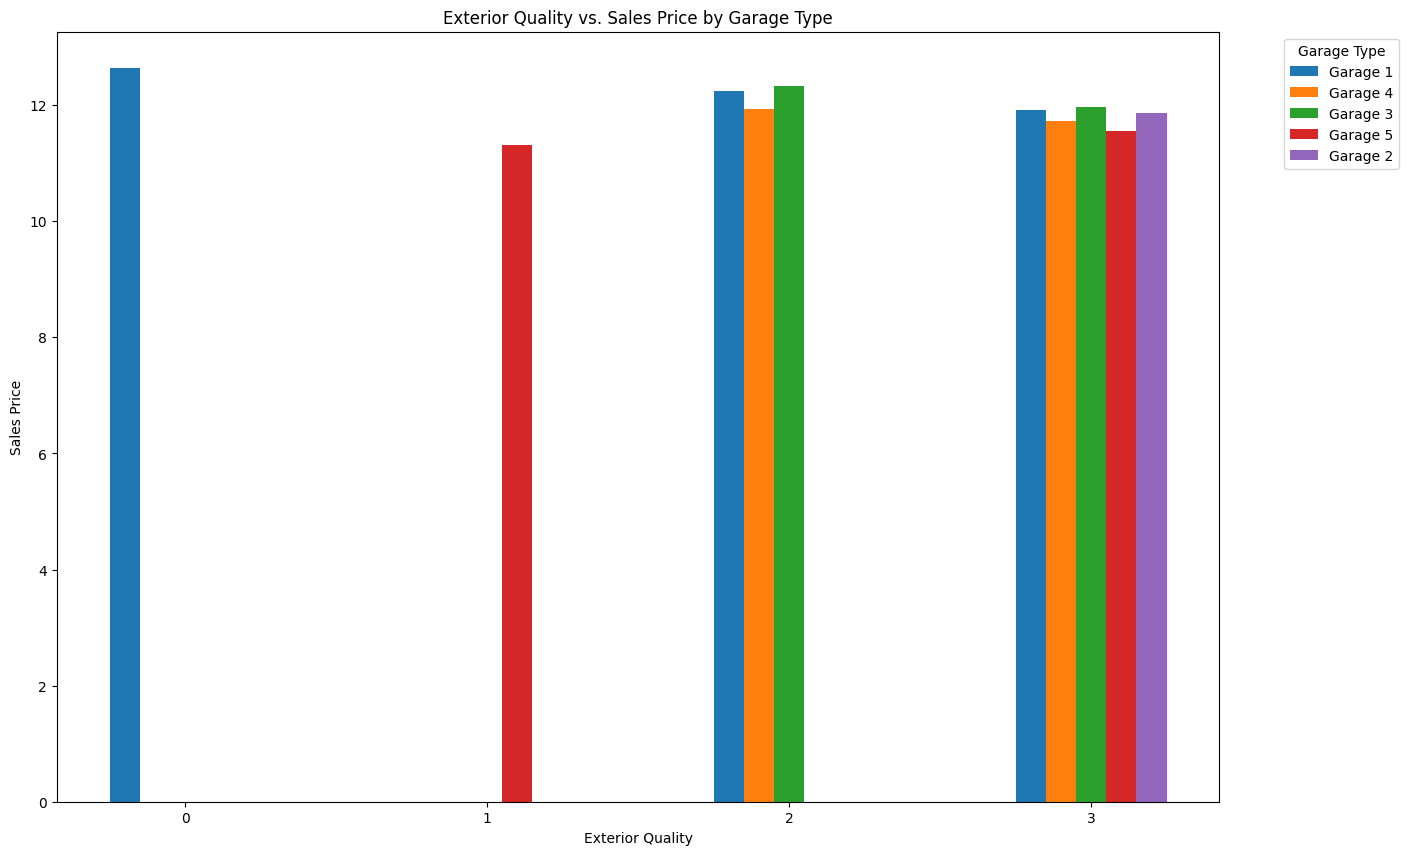 Exterior Quality vs. Sales Price by Garage Type
Garage Type
Garage 1
Garage 4
Garage 3
Garage 5
Garage 2
Sales Price
12
10
8
6
4
2
0
0 1 2 3
Exterior Quality